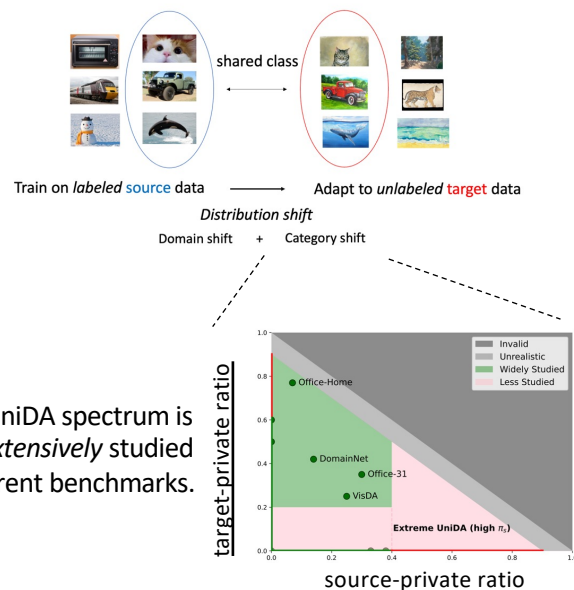 shared class
Train on labeled source data
Adapt to unlabeled target data
Distribution shift
Domain shift + Category shift
niDA spectrum is
xtensively studied
rent benchmarks.
target-private ratio
1.0
0.8
0.6
0.4
0.2
0.0
Invalid
Unrealistic
Widely Studied
Less Studied
Office-Home
DomainNet
Office-31
VisDA
Extreme UniDA (high πs)
0.0 0.2 0.4 0.6 0.8 1.0
source-private ratio